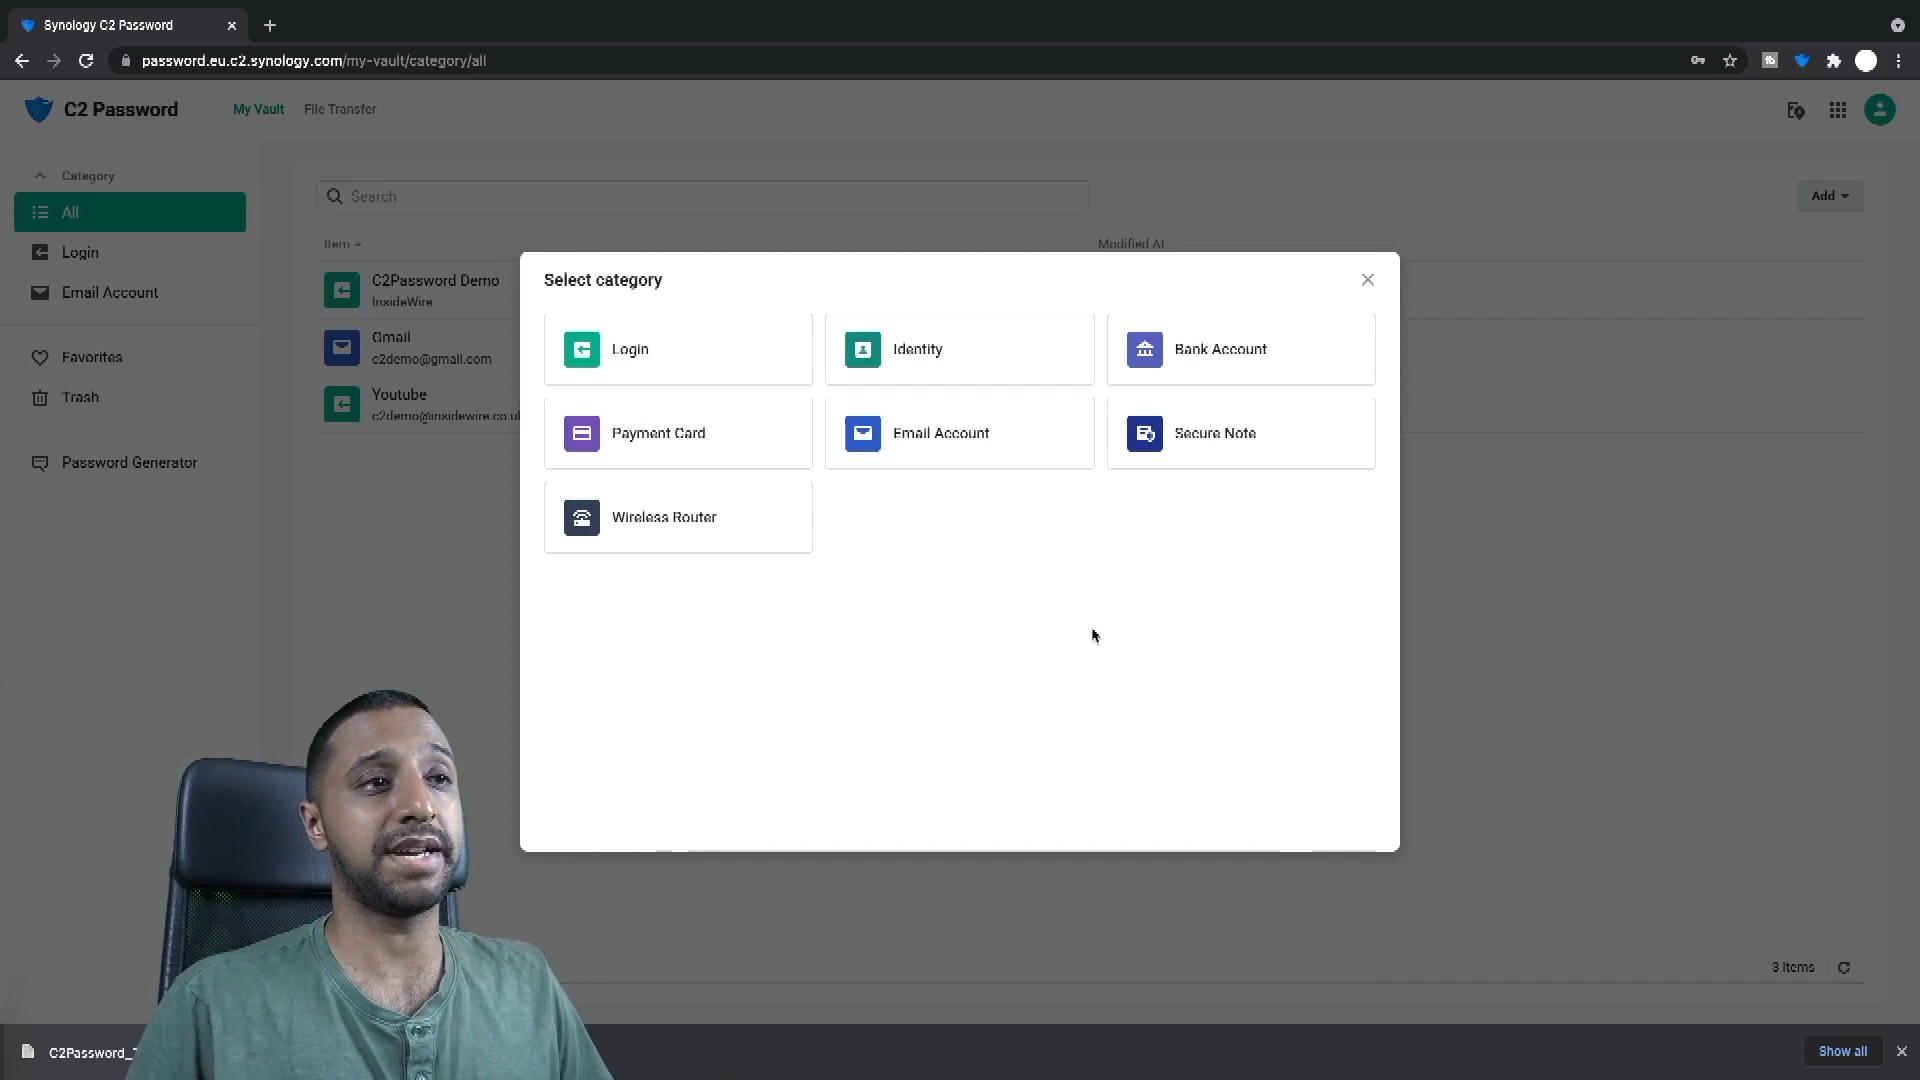 Synology C2 Password
password.eu.c2.synology.com/my-vault/category/all
C2 Password
My Vault
File Transfer
Category
All
Login
Email Account
Favorites
Trash
Password Generator
Search
Add
Item
Modified At
C2Password Demo
InsideWire
Gmail
c2demo@gmail.com
Youtube
c2demo@insidewire.co.u
Select category
Login
Identity
Bank Account
Payment Card
Email Account
Secure Note
Wireless Router
3 Items
C2Password_
Show all